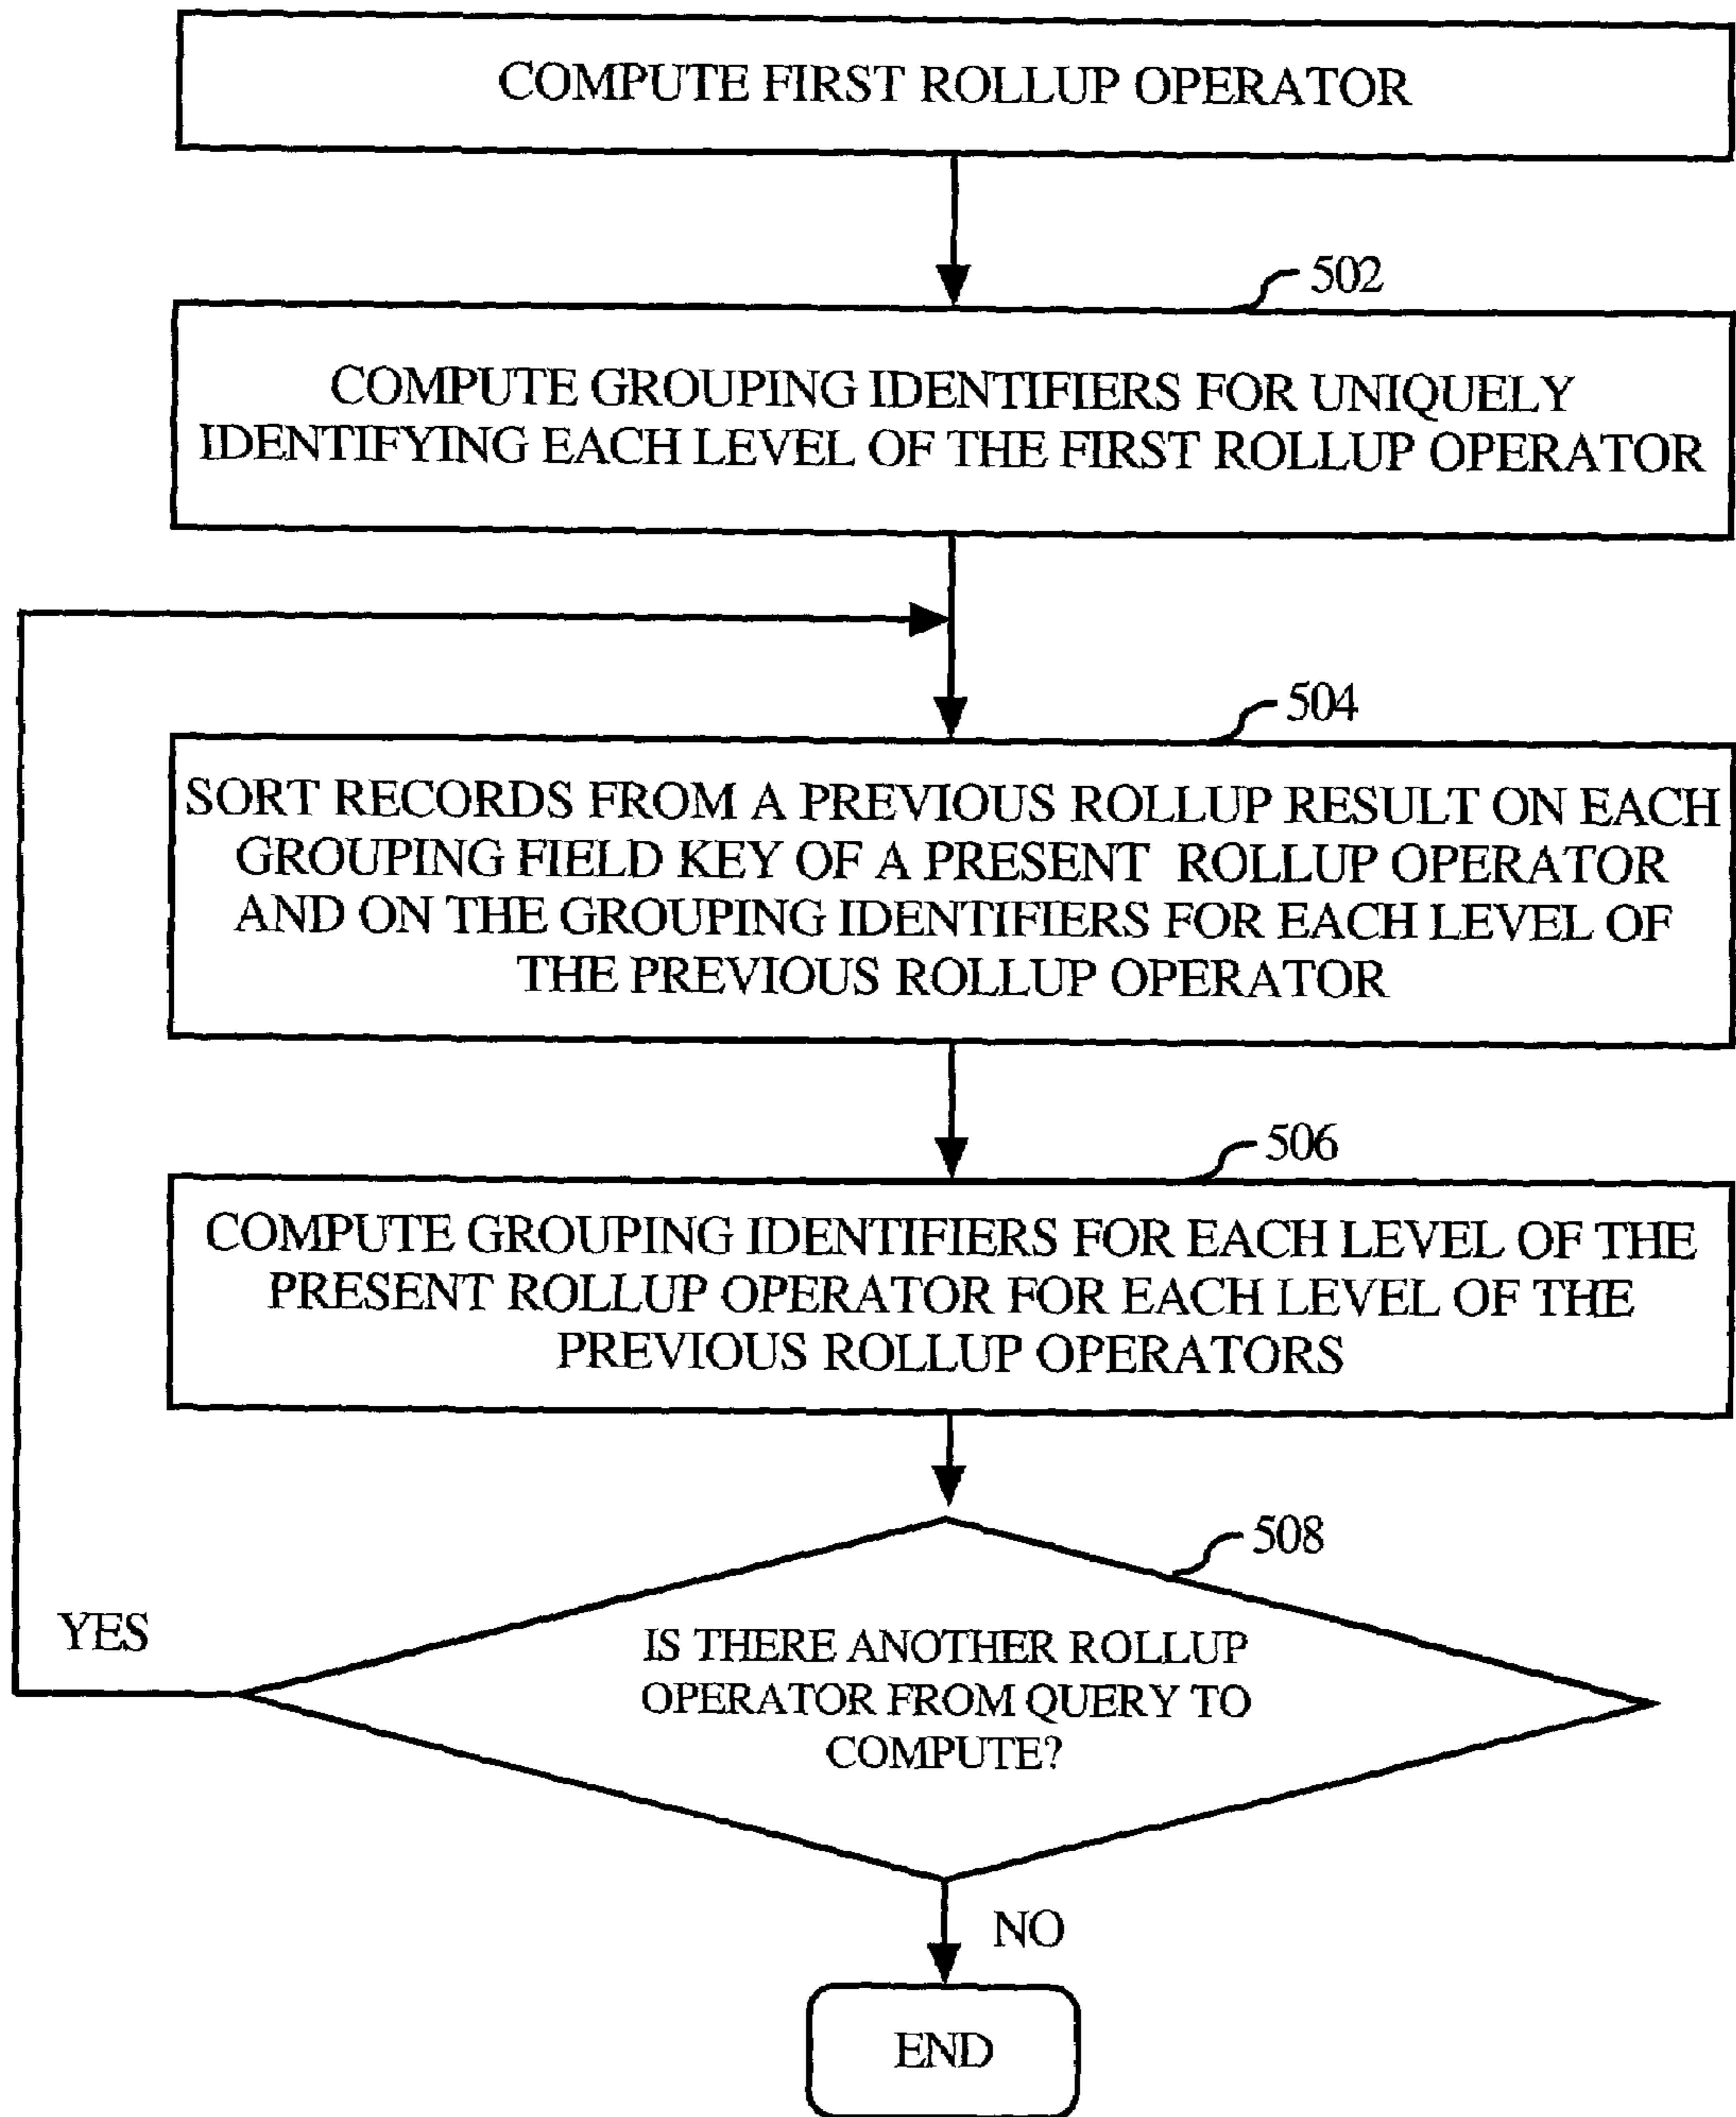 COMPUTE FIRST ROLLUP OPERATOR
502
COMPUTE GROUPING IDENTIFIERS FOR UNIQUELY
IDENTIFYING EACH LEVEL OF THE FIRST ROLLUP OPERATOR
504
SORT RECORDS FROM A PREVIOUS ROLLUP RESULT ON EACH
GROUPING FIELD KEY OF A PRESENT ROLLUP OPERATOR
AND ON THE GROUPING IDENTIFIERS FOR EACH LEVEL OF
THE PREVIOUS ROLLUP OPERATOR
506
COMPUTE GROUPING IDENTIFIERS FOR EACH LEVEL OF THE
PRESENT ROLLUP OPERATOR FOR EACH LEVEL OF THE
PREVIOUS ROLLUP OPERATORS
508
YES
IS THERE ANOTHER ROLLUP
OPERATOR FROM QUERY TO
COMPUTE?
NO
END